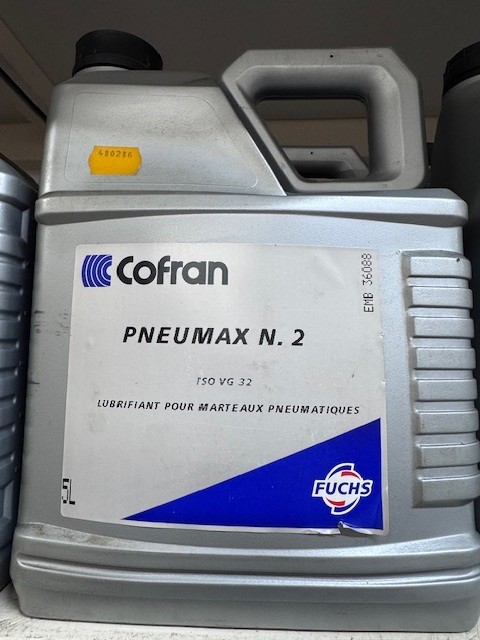 480286
Cofran
EMB 36088
PNEUMAX N. 2
ISO VG 32
LUBRIFIANT POUR MARTEAUX PNEUMATIQUES
5L
FUCHS